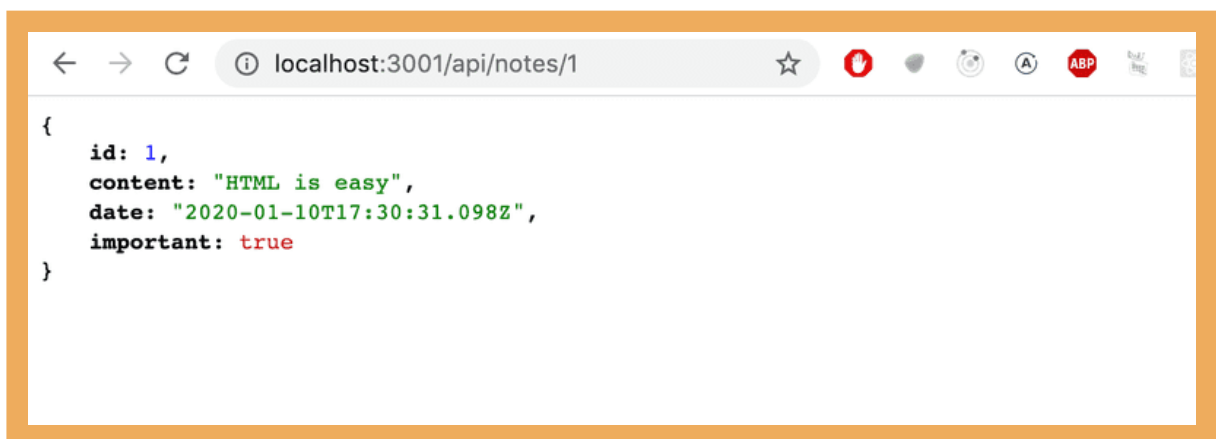 localhost:3001/api/notes/1
ABP
{
id: 1,
content: "HTML is easy",
date: "2020-01-10T17:30:31.098Z",
important: true
}